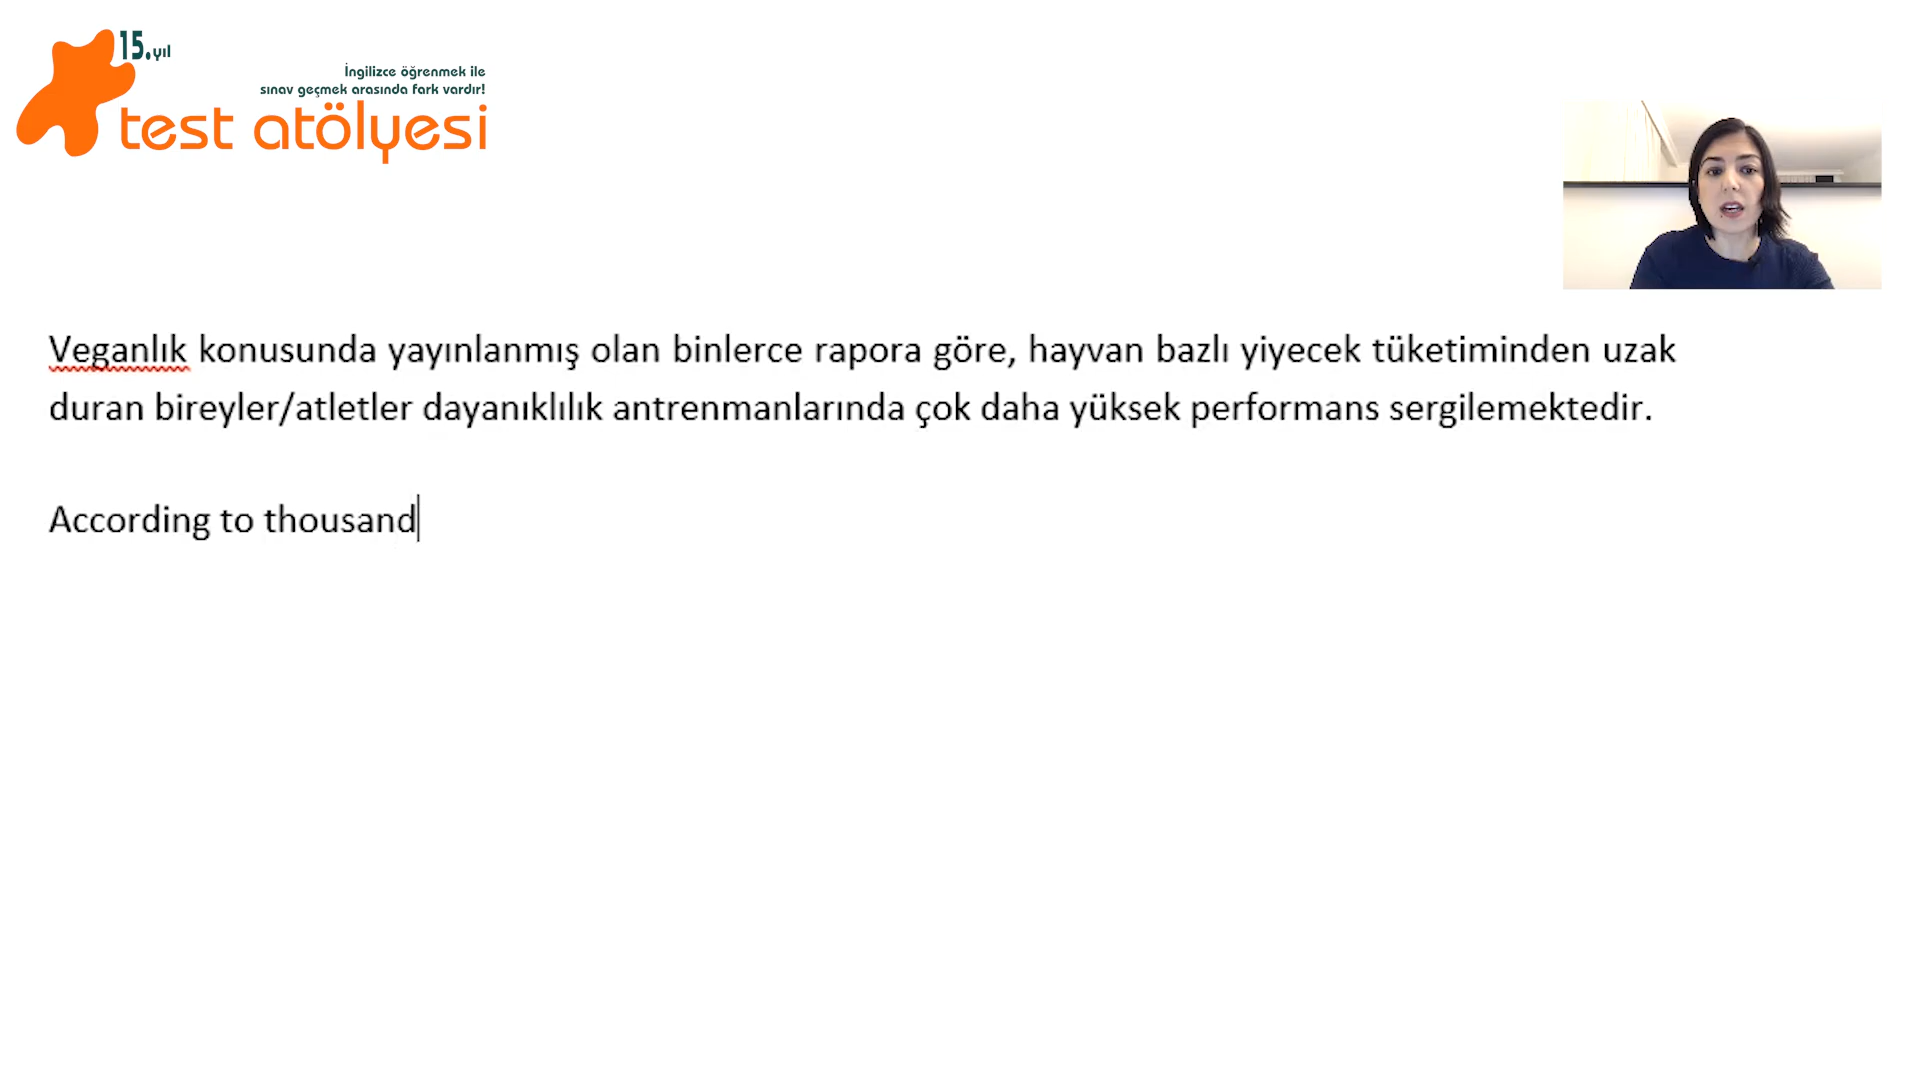 15.yıl
İngilizce öğrenmek ile
sınav geçmek arasında fark vardır!
test atölyesi
Veganlık konusunda yayınlanmış olan binlerce rapora göre, hayvan bazlı yiyecek tüketiminden uzak
duran bireyler/atletler dayanıklılık antrenmanlarında çok daha yüksek performans sergilemektedir.
According to thousand